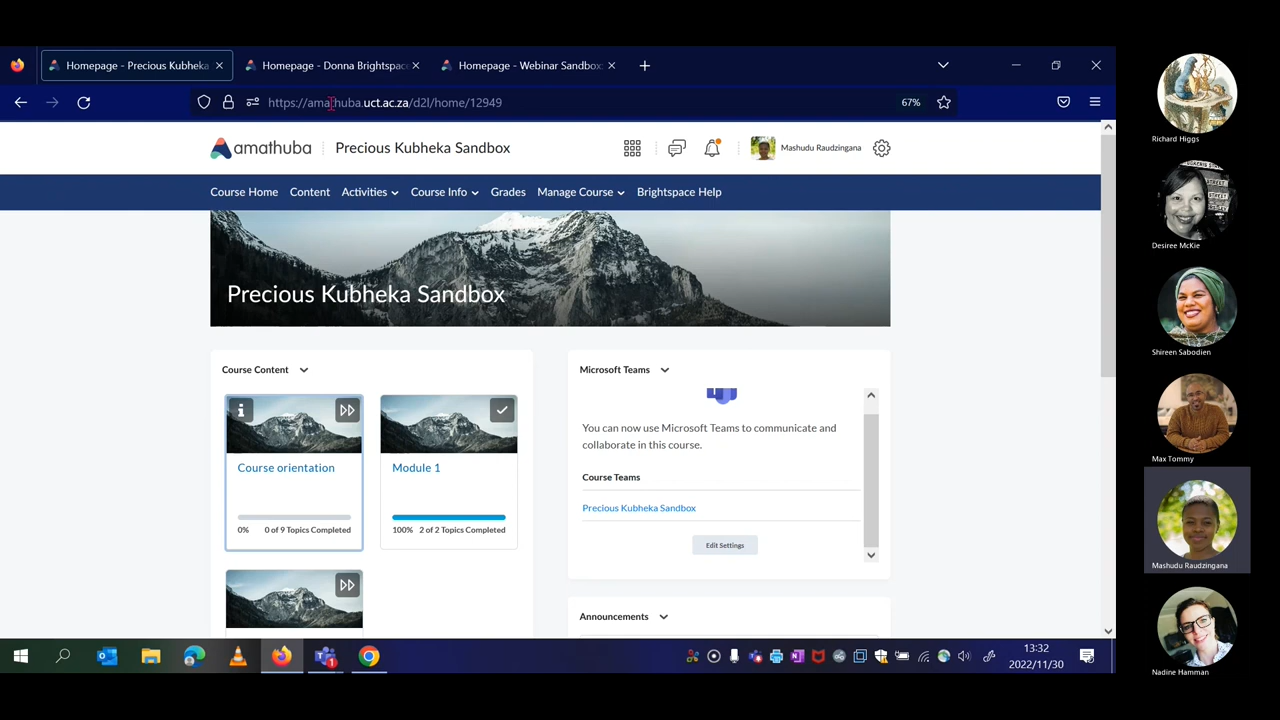 Homepage - Precious Kubheka
Homepage - Donna Brightspace
Homepage - Webinar Sandbox:
https://amathuba.uct.ac.za/d2l/home/12949
67%
amathuba
Precious Kubheka Sandbox
Mashudu Raudzingana
Course Home
Content
Activities
Course Info
Grades
Manage Course
Brightspace Help
Precious Kubheka Sandbox
Course Content
Course orientation
0%
0 of 9 Topics Completed
Module 1
100%
2 of 2 Topics Completed
Microsoft Teams
You can now use Microsoft Teams to communicate and
collaborate in this course.
Course Teams
Precious Kubheka Sandbox
Edit Settings
Announcements
13:32
2022/11/30
Richard Higgs
Desiree McKie
Shireen Sabodien
Max Tommy
Mashudu Raudzingana
Nadine Hamman